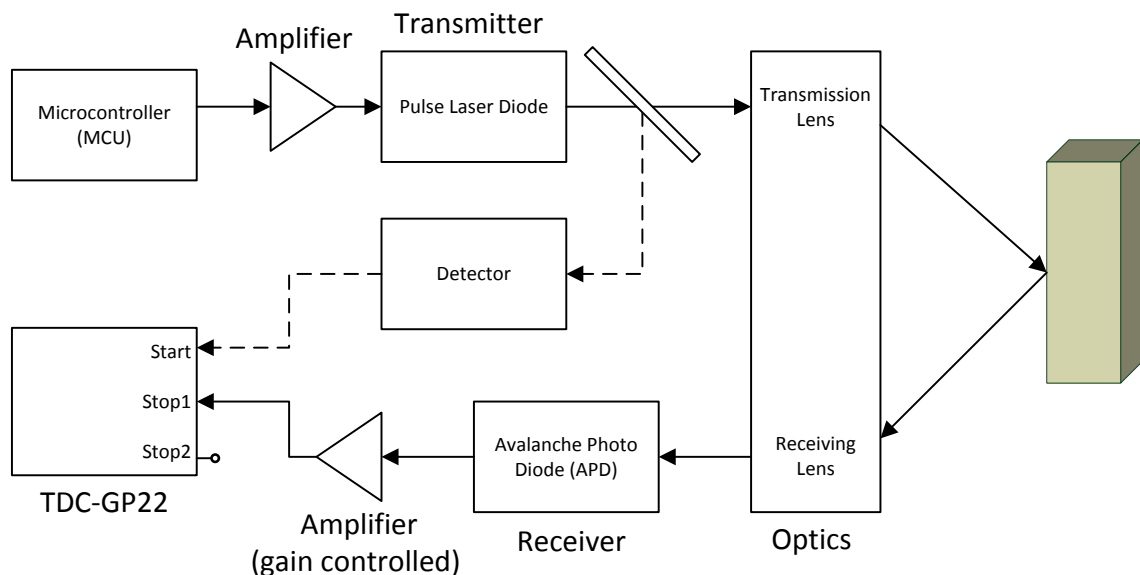 Amplifier
Transmitter
Microcontroller
(MCU)
Pulse Laser Diode
Transmission
Lens
Detector
Start
Stop1
Stop2
TDC-GP22
Amplifier
(gain controlled)
Avalanche Photo
Diode (APD)
Receiver
Receiving
Lens
Optics